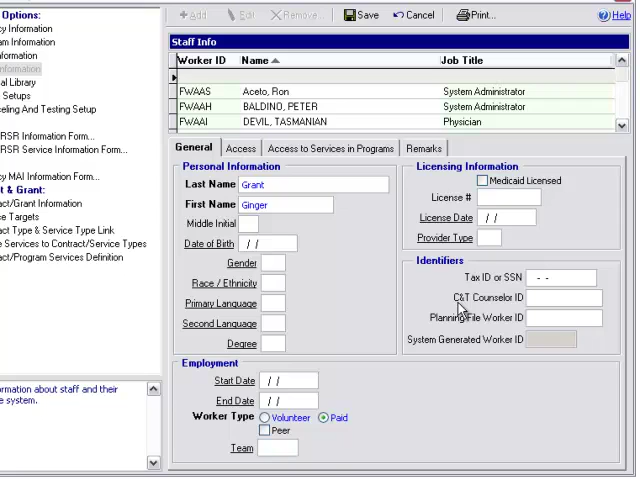 Options:
Add Edit Remove... Save Cancel Print... Help
cy Information
am Information
nformation
nformation
al Library
Setups
eling And Testing Setup
RSR Information Form...
RSR Service Information Form...
cy MAI Information Form...
t & Grant:
act/Grant Information
ce Targets
act Type & Service Type Link
e Services to Contract/Service Types
act/Program Services Definition
ormation about staff and their
e system.
Staff Info
Worker ID Name Job Title
FWAAS Aceto, Ron System Administrator
FWAAH BALDINO, PETER System Administrator
FWAAI DEVIL, TASMANIAN Physician
General Access Access to Services in Programs Remarks
Personal Information
Last Name Grant
First Name Ginger
Middle Initial
Date of Birth / /
Gender
Race / Ethnicity
Primary Language
Second Language
Degree
Licensing Information
Medicaid Licensed
License #
License Date / /
Provider Type
Identifiers
Tax ID or SSN - -
C&T Counselor ID
Planning File Worker ID
System Generated Worker ID
Employment
Start Date / /
End Date / /
Worker Type Volunteer Paid
Peer
Team